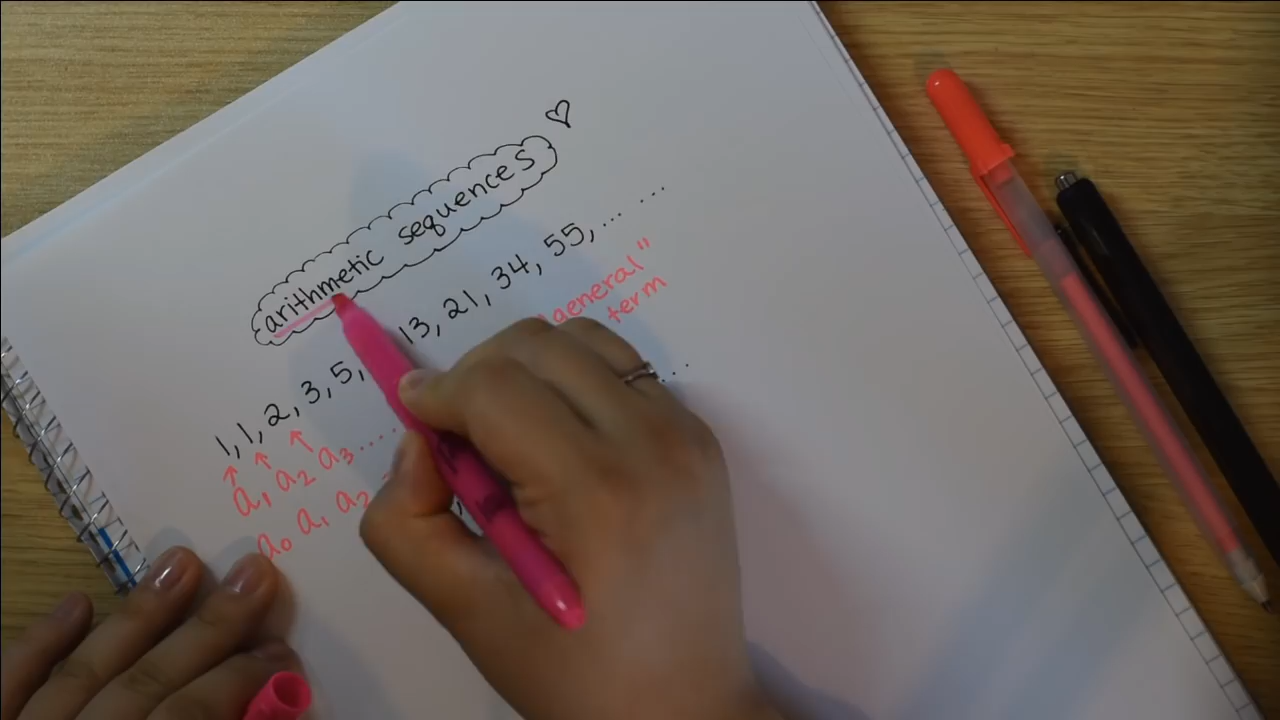 arithmetic sequences ♡
1, 1, 2, 3, 5, 13, 21, 34, 55, ... ...
general"
term
a₁ a₂ a₃ ....
a₀ a₁ a₂